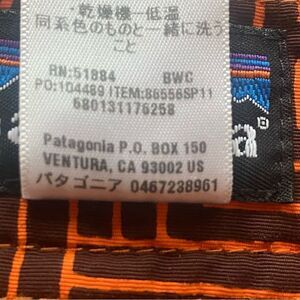 -乾燥機-低温
同系色のものと一緒に洗う
こと
RN:51884 BWC
PO:104489 ITEM:86556SP11
680131176258
Patagonia P.O. BOX 150
VENTURA, CA 93002 US
パタゴニア 0467238961
a